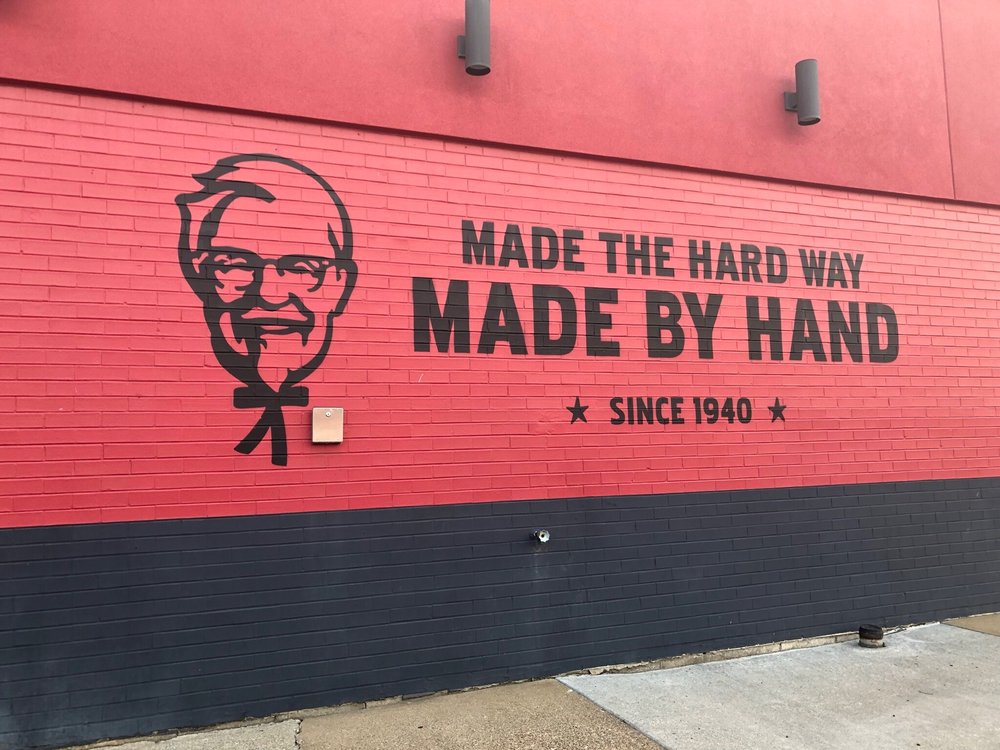 MADE THE HARD WAY
MADE BY HAND
★ SINCE 1940 ★